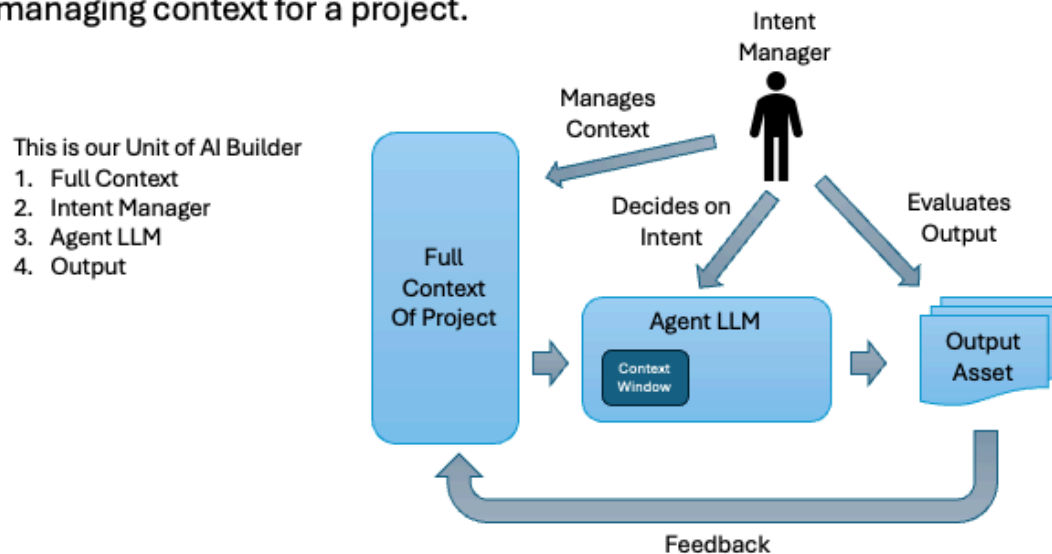 managing context for a project.
Intent
Manager
Manages
Context
This is our Unit of AI Builder
1. Full Context
2. Intent Manager
3. Agent LLM
4. Output
Decides on
Intent
Evaluates
Output
Full
Context
Of Project
Agent LLM
Context
Window
Output
Asset
Feedback